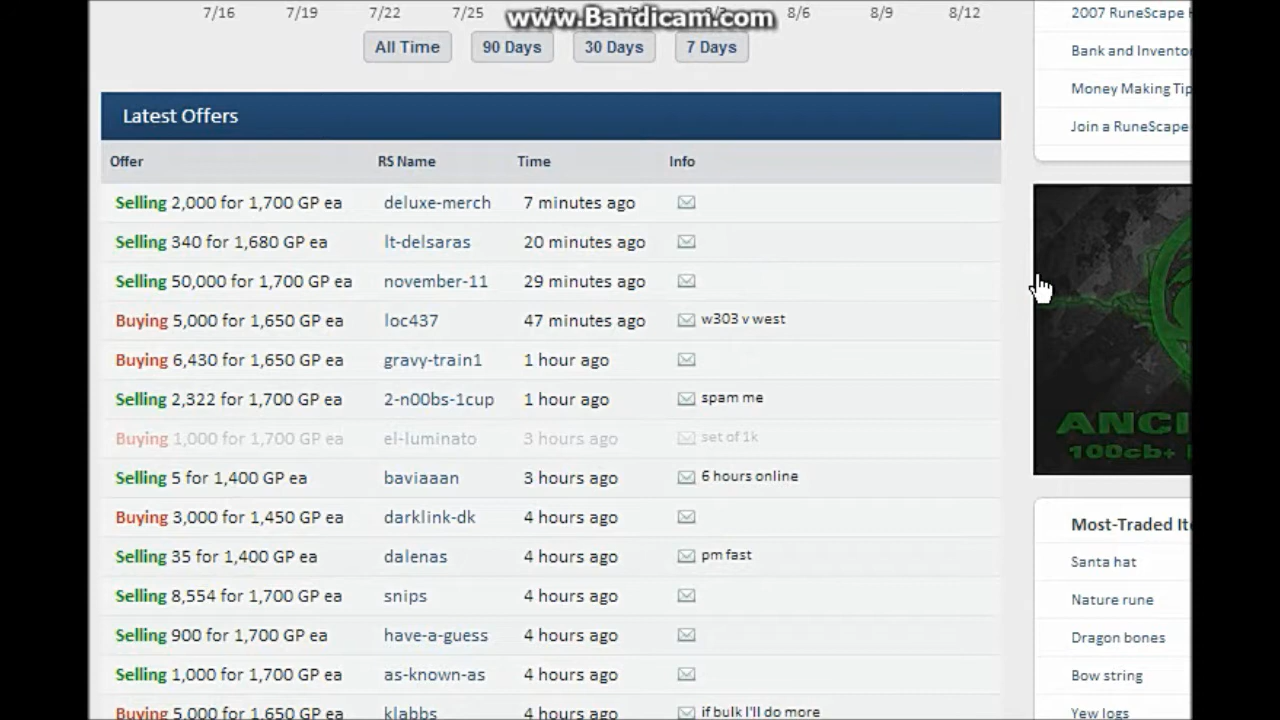 www.Bandicam.com
7/16 7/19 7/22 7/25 8/6 8/9 8/12
All Time 90 Days 30 Days 7 Days
Latest Offers
Offer RS Name Time Info
Selling 2,000 for 1,700 GP ea deluxe-merch 7 minutes ago
Selling 340 for 1,680 GP ea lt-delsaras 20 minutes ago
Selling 50,000 for 1,700 GP ea november-11 29 minutes ago
Buying 5,000 for 1,650 GP ea loc437 47 minutes ago w303 v west
Buying 6,430 for 1,650 GP ea gravy-train1 1 hour ago
Selling 2,322 for 1,700 GP ea 2-n00bs-1cup 1 hour ago spam me
Buying 1,000 for 1,700 GP ea el-luminato 3 hours ago set of 1k
Selling 5 for 1,400 GP ea baviaaan 3 hours ago 6 hours online
Buying 3,000 for 1,450 GP ea darklink-dk 4 hours ago
Selling 35 for 1,400 GP ea dalenas 4 hours ago pm fast
Selling 8,554 for 1,700 GP ea snips 4 hours ago
Selling 900 for 1,700 GP ea have-a-guess 4 hours ago
Selling 1,000 for 1,700 GP ea as-known-as 4 hours ago
Buying 5,000 for 1,650 GP ea klabbs 4 hours ago if bulk I'll do more
2007 RuneScape
Bank and Invento
Money Making Tip
Join a RuneScape
ANCI
100cb+
Most-Traded Ite
Santa hat
Nature rune
Dragon bones
Bow string
Yew logs